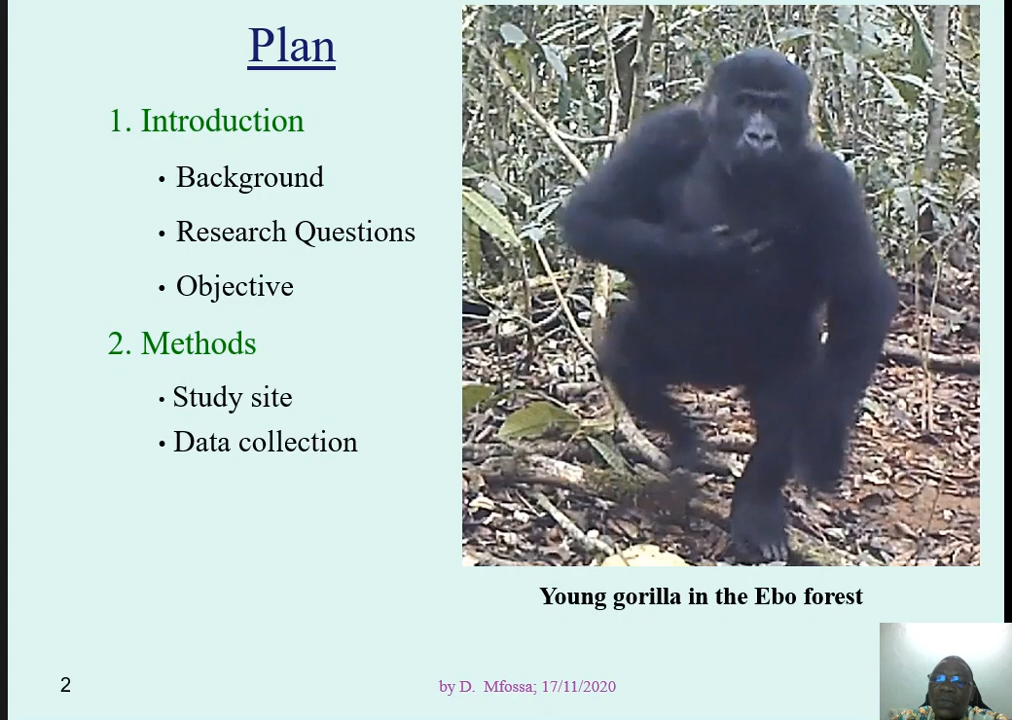 Plan
1. Introduction
• Background
• Research Questions
• Objective
2. Methods
• Study site
• Data collection
Young gorilla in the Ebo forest
2
by D. Mfossa; 17/11/2020